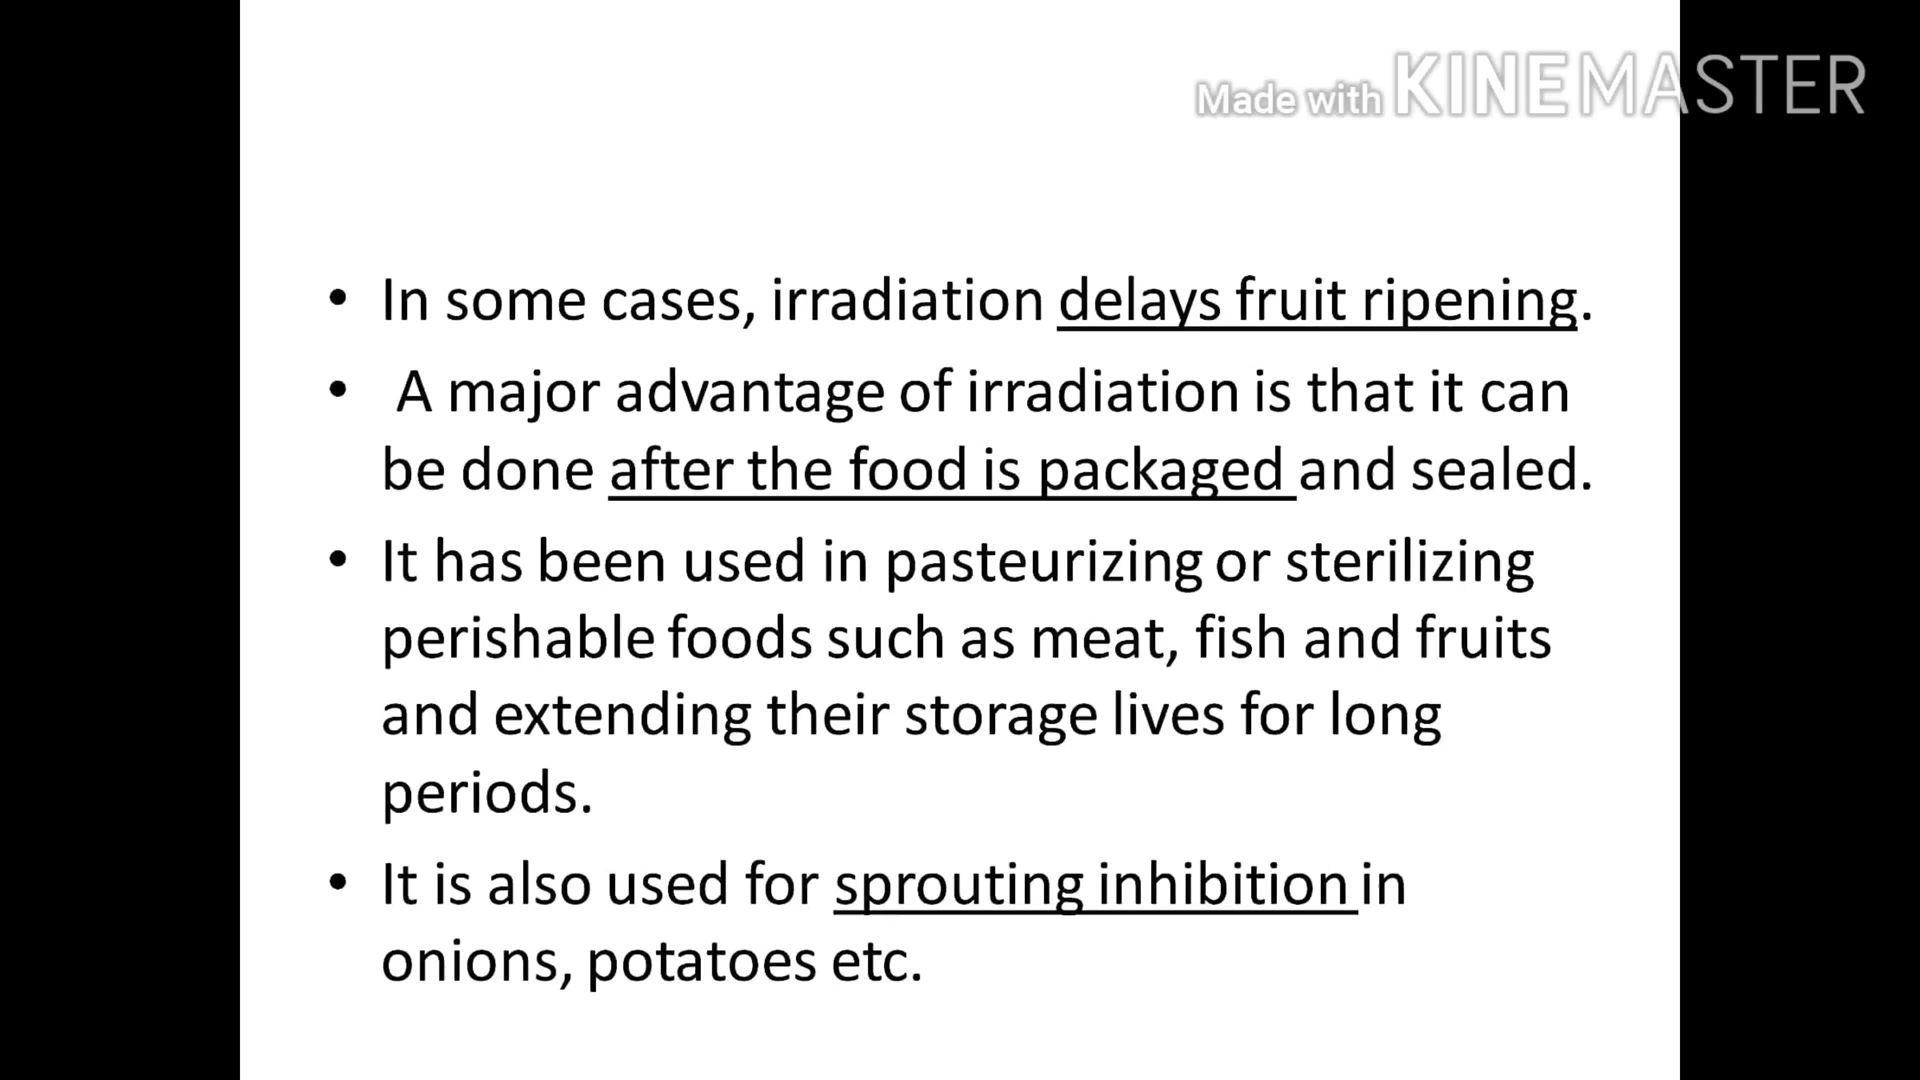 Made with KINEMASTER
• In some cases, irradiation delays fruit ripening.
• A major advantage of irradiation is that it can
be done after the food is packaged and sealed.
• It has been used in pasteurizing or sterilizing
perishable foods such as meat, fish and fruits
and extending their storage lives for long
periods.
• It is also used for sprouting inhibition in
onions, potatoes etc.